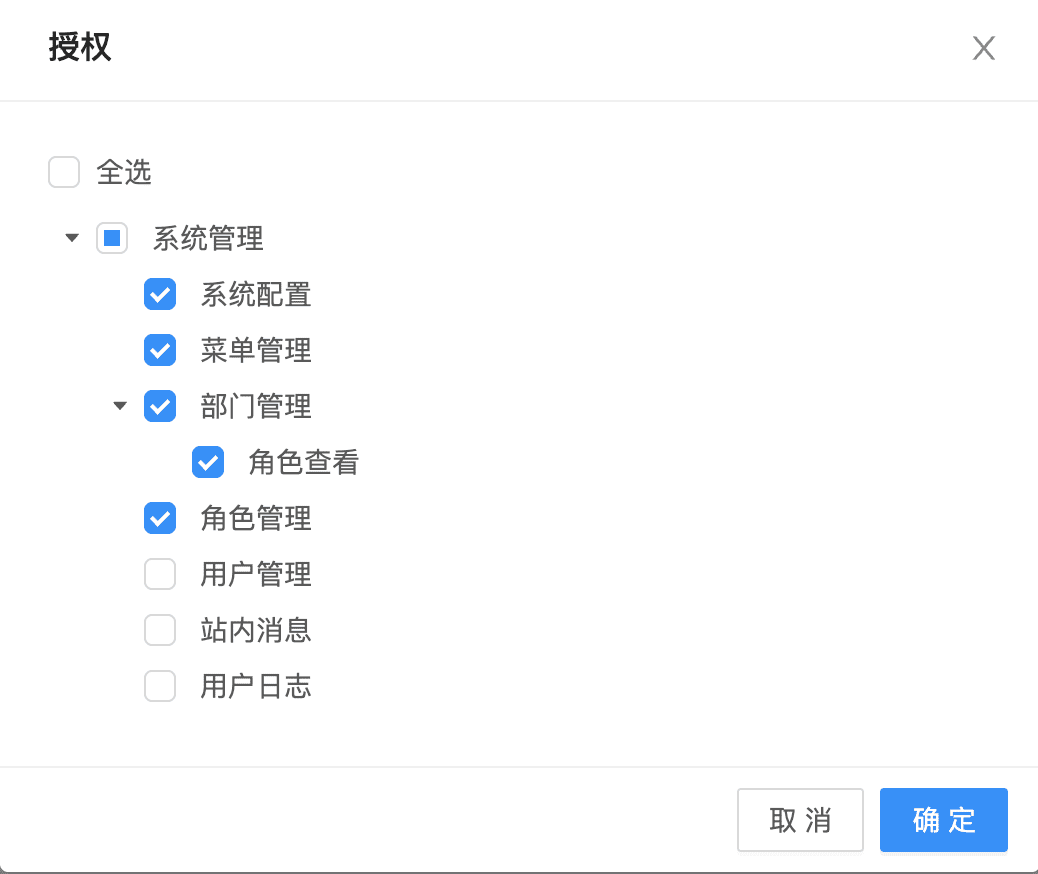 授权
全选
系统管理
系统配置
菜单管理
部门管理
角色查看
角色管理
用户管理
站内消息
用户日志
取 消 确 定